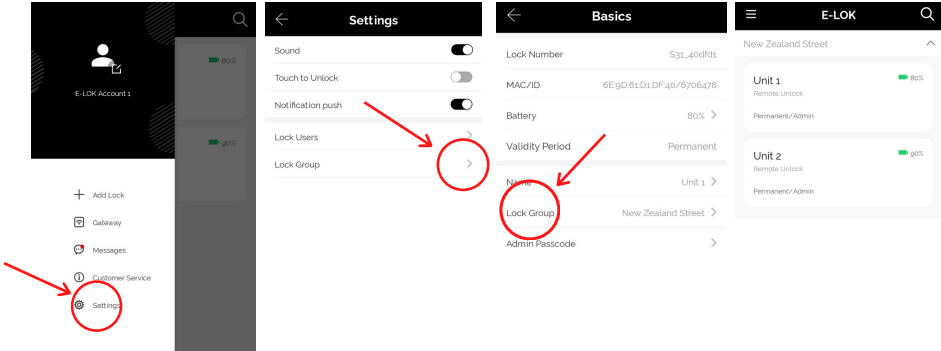 80%
90%
E-LOK Account 1
Add Lock
Gateway
Messages
Customer Service
Settings
Settings
Sound
Touch to Unlock
Notification push
Lock Users
Lock Group
Basics
Lock Number S31_40dfd1
MAC/ID 6E:9D:61:D1:DF:40/6706478
Battery 80%
Validity Period Permanent
Name Unit 1
Lock Group New Zealand Street
Admin Passcode
E-LOK
New Zealand Street
Unit 1 80%
Remote Unlock
Permanent/Admin
Unit 2 90%
Remote Unlock
Permanent/Admin